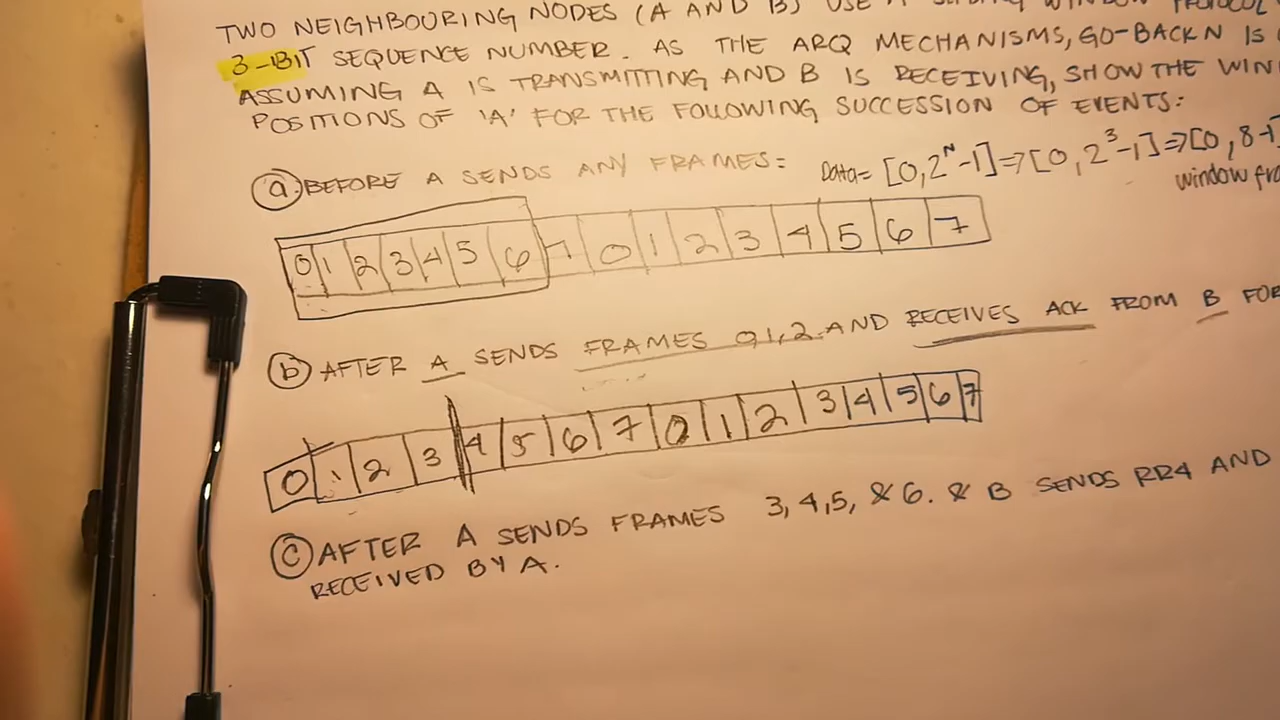 TWO NEIGHBOURING NODES (A AND B) USE A
3-BIT SEQUENCE NUMBER. AS THE ARQ MECHANISMS, GO-BACK N IS
ASSUMING A IS TRANSMITTING AND B IS RECEIVING, SHOW THE WIN
POSITIONS OF 'A' FOR THE FOLLOWING SUCCESSION OF EVENTS:
(a) BEFORE A SENDS ANY FRAMES: Data= [0, 2^N -1] => [0, 2^3 -1] => [0, 8-1
window fra
0 1 2 3 4 5 6 7 0 1 2 3 4 5 6 7
(b) AFTER A SENDS FRAMES 0,1,2 AND RECEIVES ACK FROM B FOR
0 1 2 3 4 5 6 7 0 1 2 3 4 5 6 7
(c) AFTER A SENDS FRAMES 3, 4, 5, & 6. & B SENDS RR4 AND
RECEIVED BY A.